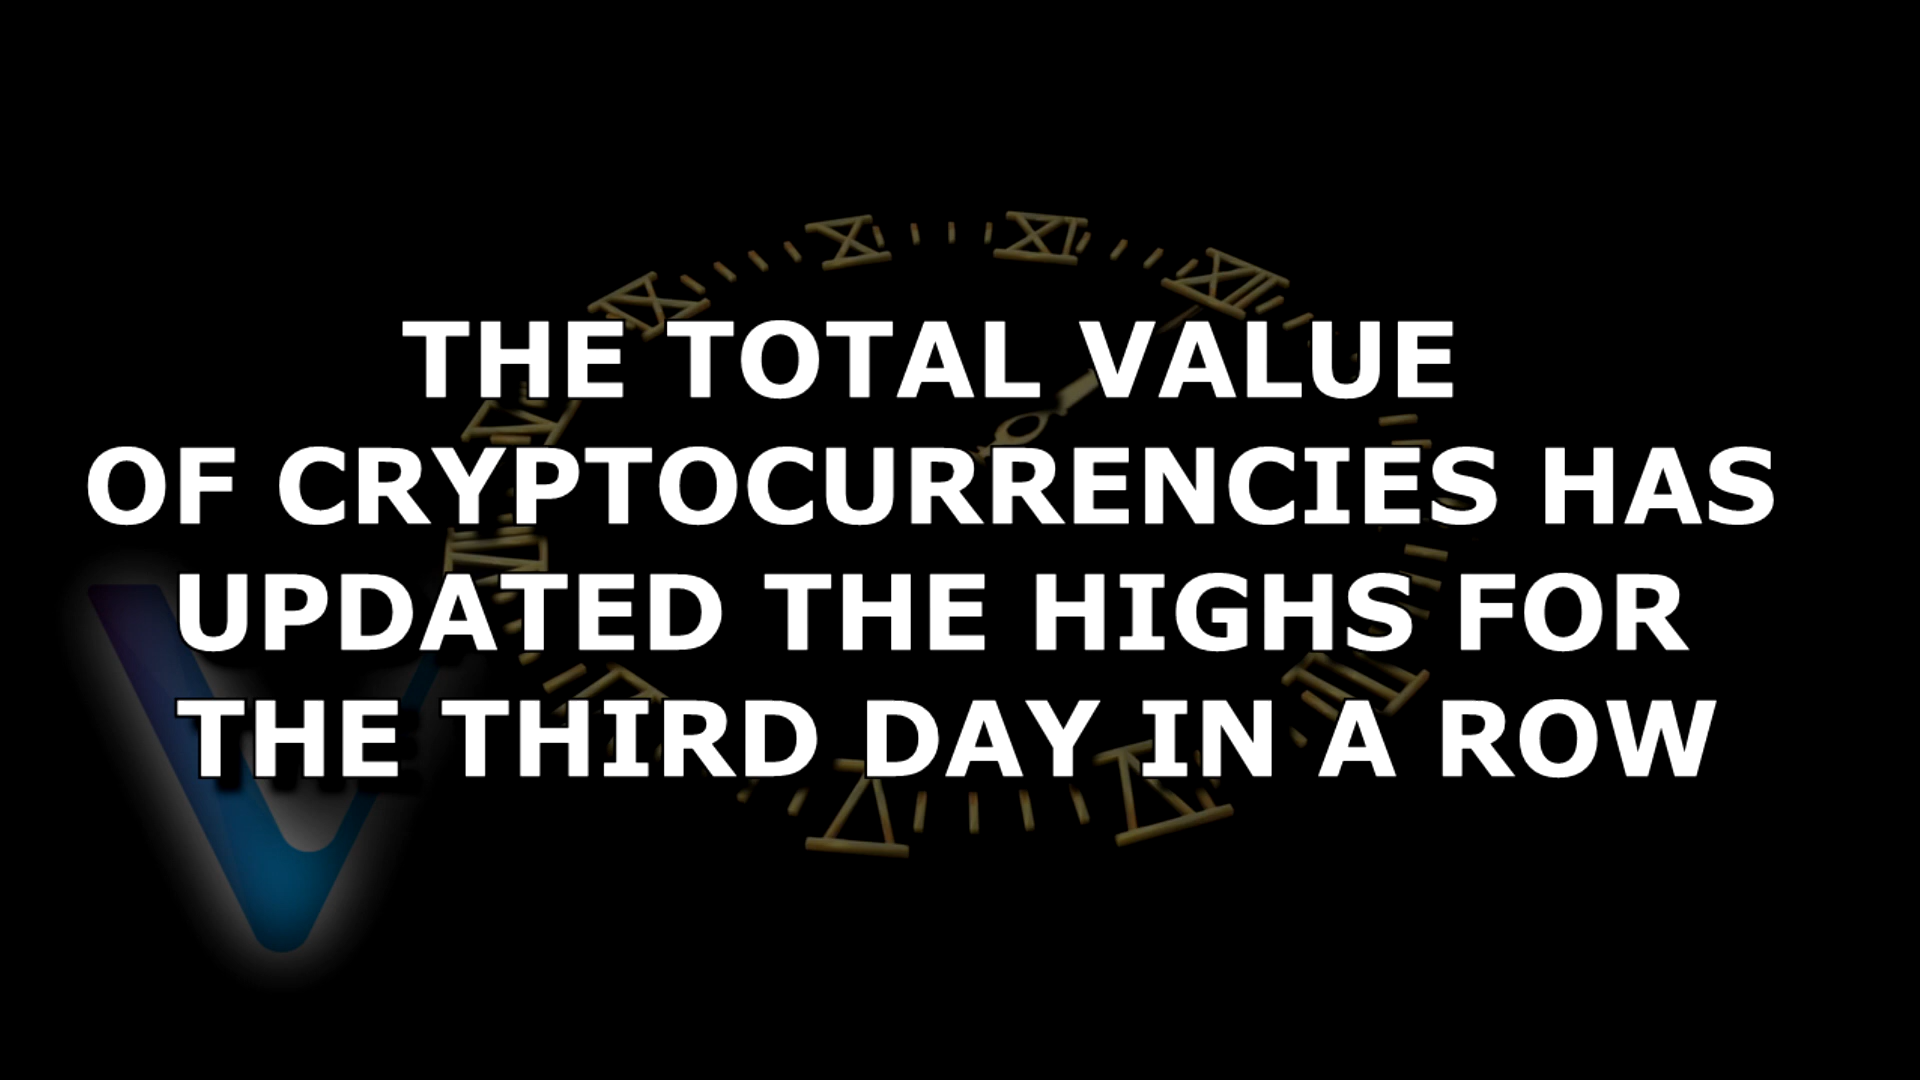 THE TOTAL VALUE
OF CRYPTOCURRENCIES HAS
UPDATED THE HIGHS FOR
THE THIRD DAY IN A ROW